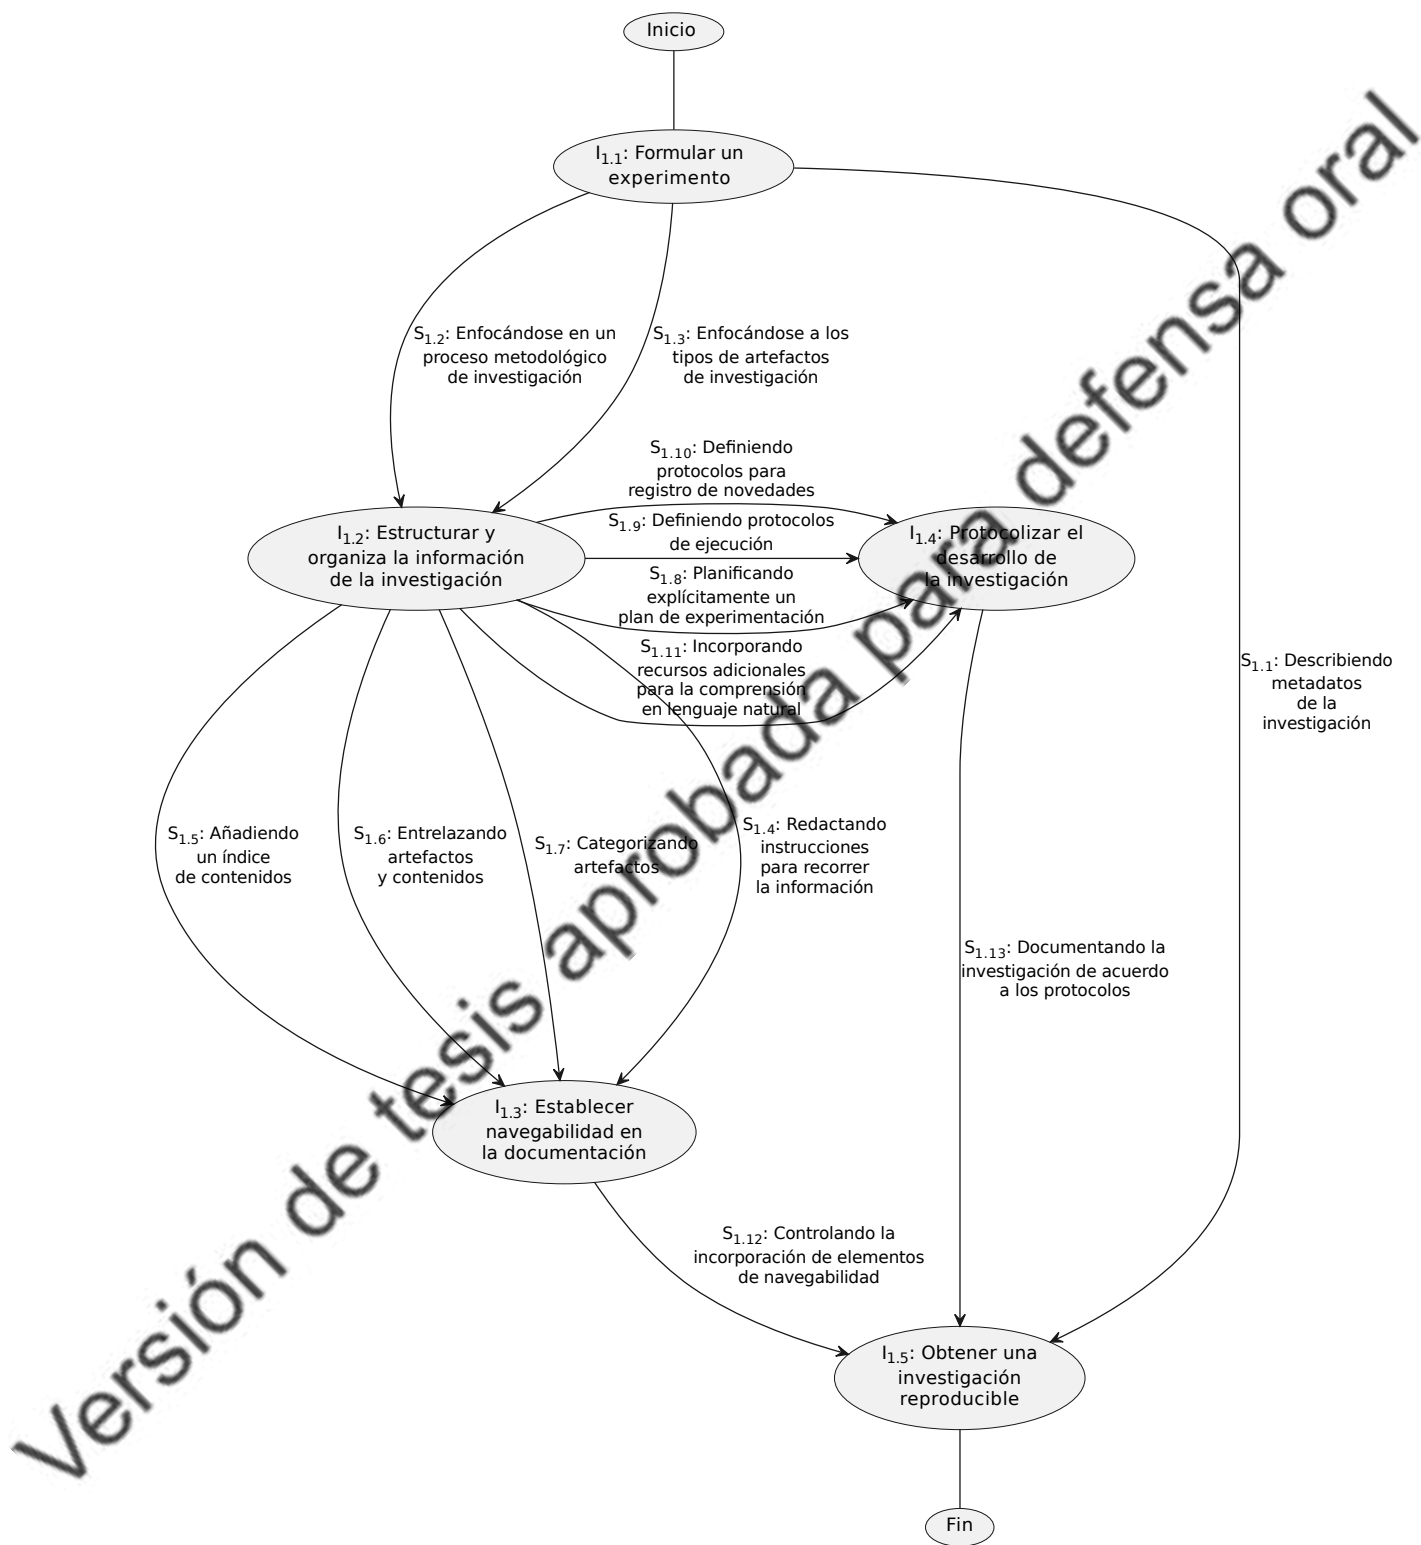 Inicio
I1.1: Formular un
experimento
S1.2: Enfocándose en un
proceso metodológico
de investigación
S1.3: Enfocándose a los
tipos de artefactos
de investigación
S1.10: Definiendo
protocolos para
registro de novedades
S1.9: Definiendo protocolos
de ejecución
I1.2: Estructurar y
organiza la información
de la investigación
I1.4: Protocolizar el
desarrollo de
la investigación
S1.8: Planificando
explícitamente un
plan de experimentación
S1.11: Incorporando
recursos adicionales
para la comprensión
en lenguaje natural
S1.1: Describiendo
metadatos
de la
investigación
S1.5: Añadiendo
un índice
de contenidos
S1.6: Entrelazando
artefactos
y contenidos
S1.7: Categorizando
artefactos
S1.4: Redactando
instrucciones
para recorrer
la información
S1.13: Documentando la
investigación de acuerdo
a los protocolos
I1.3: Establecer
navegabilidad en
la documentación
S1.12: Controlando la
incorporación de elementos
de navegabilidad
I1.5: Obtener una
investigación
reproducible
Fin
Versión de tesis aprobada para defensa oral